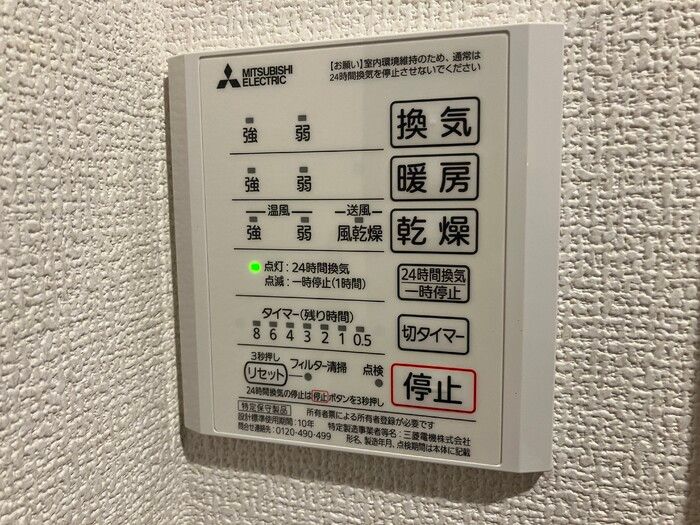 MITSUBISHI
ELECTRIC
【お願い】室内環境維持のため、通常は
24時間換気を停止させないでください
強 弱 換気
強 弱 暖房
温風 送風
強 弱 風乾燥 乾燥
点灯：24時間換気
点滅：一時停止(1時間)
24時間換気
一時停止
タイマー(残り時間)
8 6 4 3 2 1 0.5
切タイマー
3秒押し
リセット フィルター清掃 点検
停止
24時間換気の停止は停止ボタンを3秒押し
特定保守製品 所有者票による所有者登録が必要です
設計標準使用期間：10年 特定製造事業者等名：三菱電機株式会社
問合せ連絡先：0120-490-499 形名、製造年月、点検期間は本体に記載